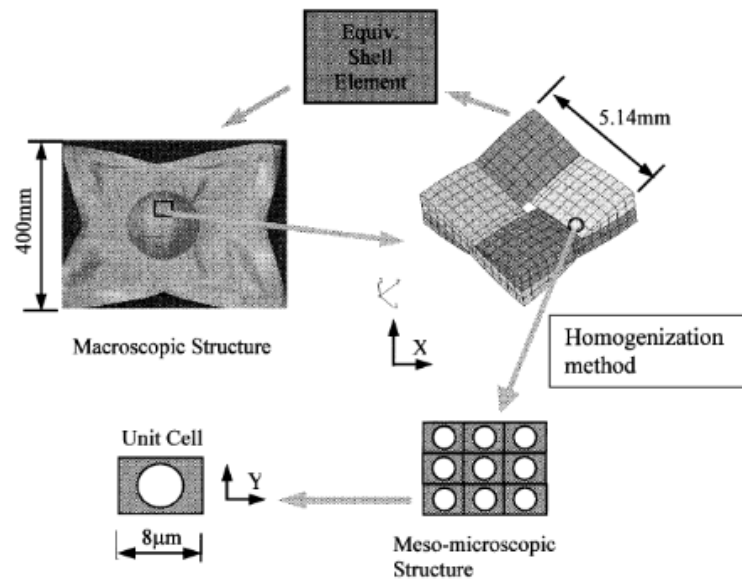 Equiv.
Shell
Element
5.14mm
400mm
Macroscopic Structure
X
Homogenization
method
Unit Cell
Y
8μm
Meso-microscopic
Structure